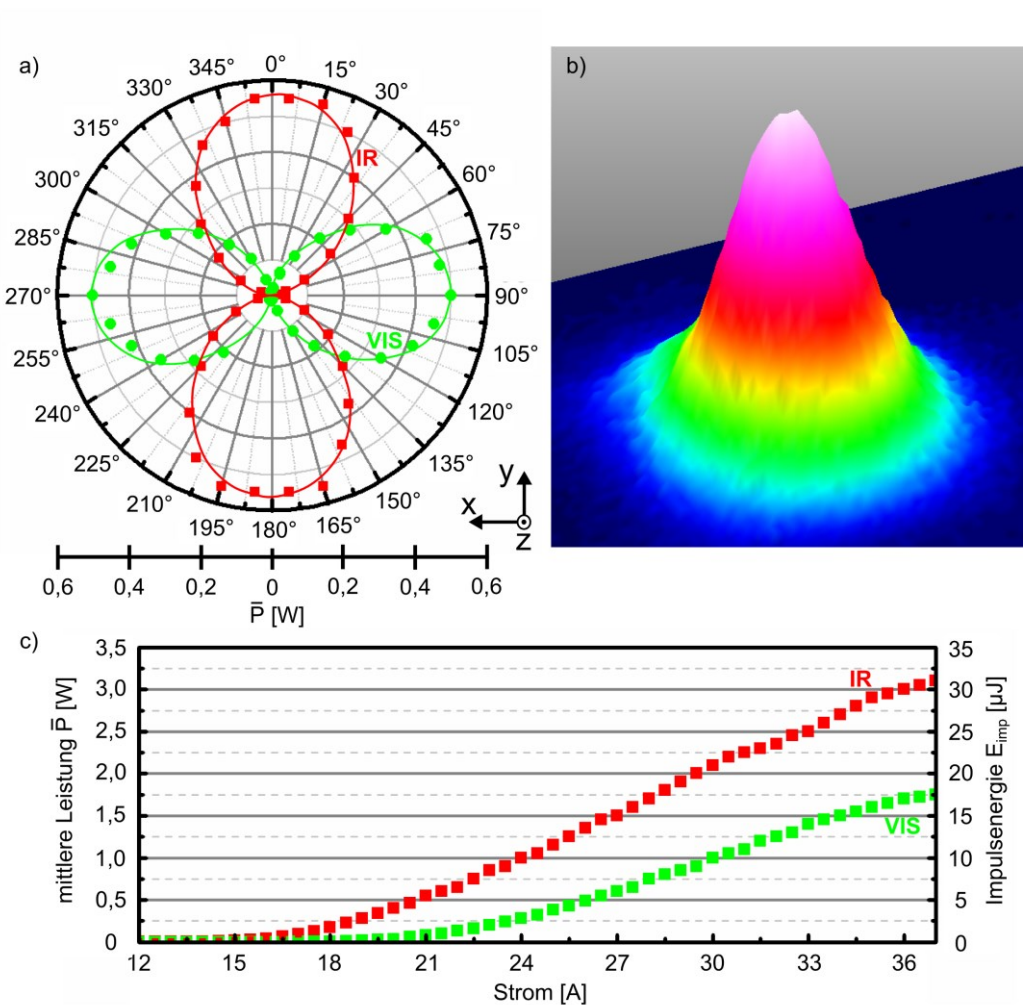 a)
0°
15°
30°
45°
60°
75°
90°
105°
120°
135°
150°
165°
180°
195°
210°
225°
240°
255°
270°
285°
300°
315°
330°
345°
IR
VIS
y
x
z
0,6 0,4 0,2 0 0,2 0,4 0,6
P̅ [W]
b)
c)
mittlere Leistung P̅ [W]
3,5
3,0
2,5
2,0
1,5
1,0
0,5
0
IR
VIS
35
30
25
20
15
10
5
0
Impulsenergie E_imp [µJ]
12 15 18 21 24 27 30 33 36
Strom [A]